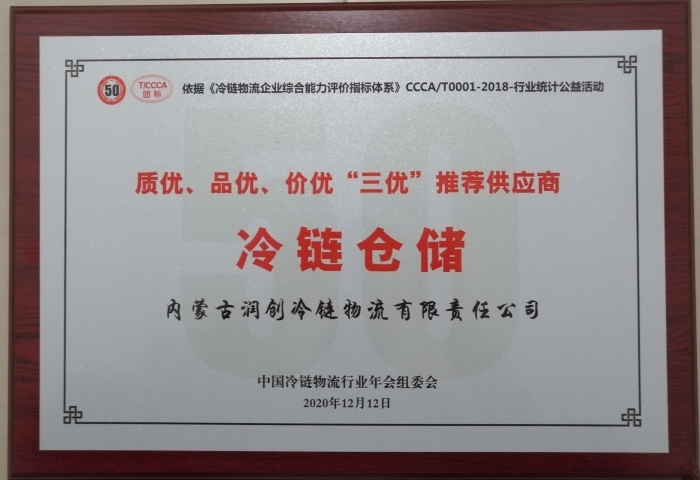 50
T/CCCA
团标
依据《冷链物流企业综合能力评价指标体系》CCCA/T0001-2018-行业统计公益活动
质优、品优、价优“三优”推荐供应商
冷链仓储
内蒙古润创冷链物流有限责任公司
中国冷链物流行业年会组委会
2020年12月12日
50